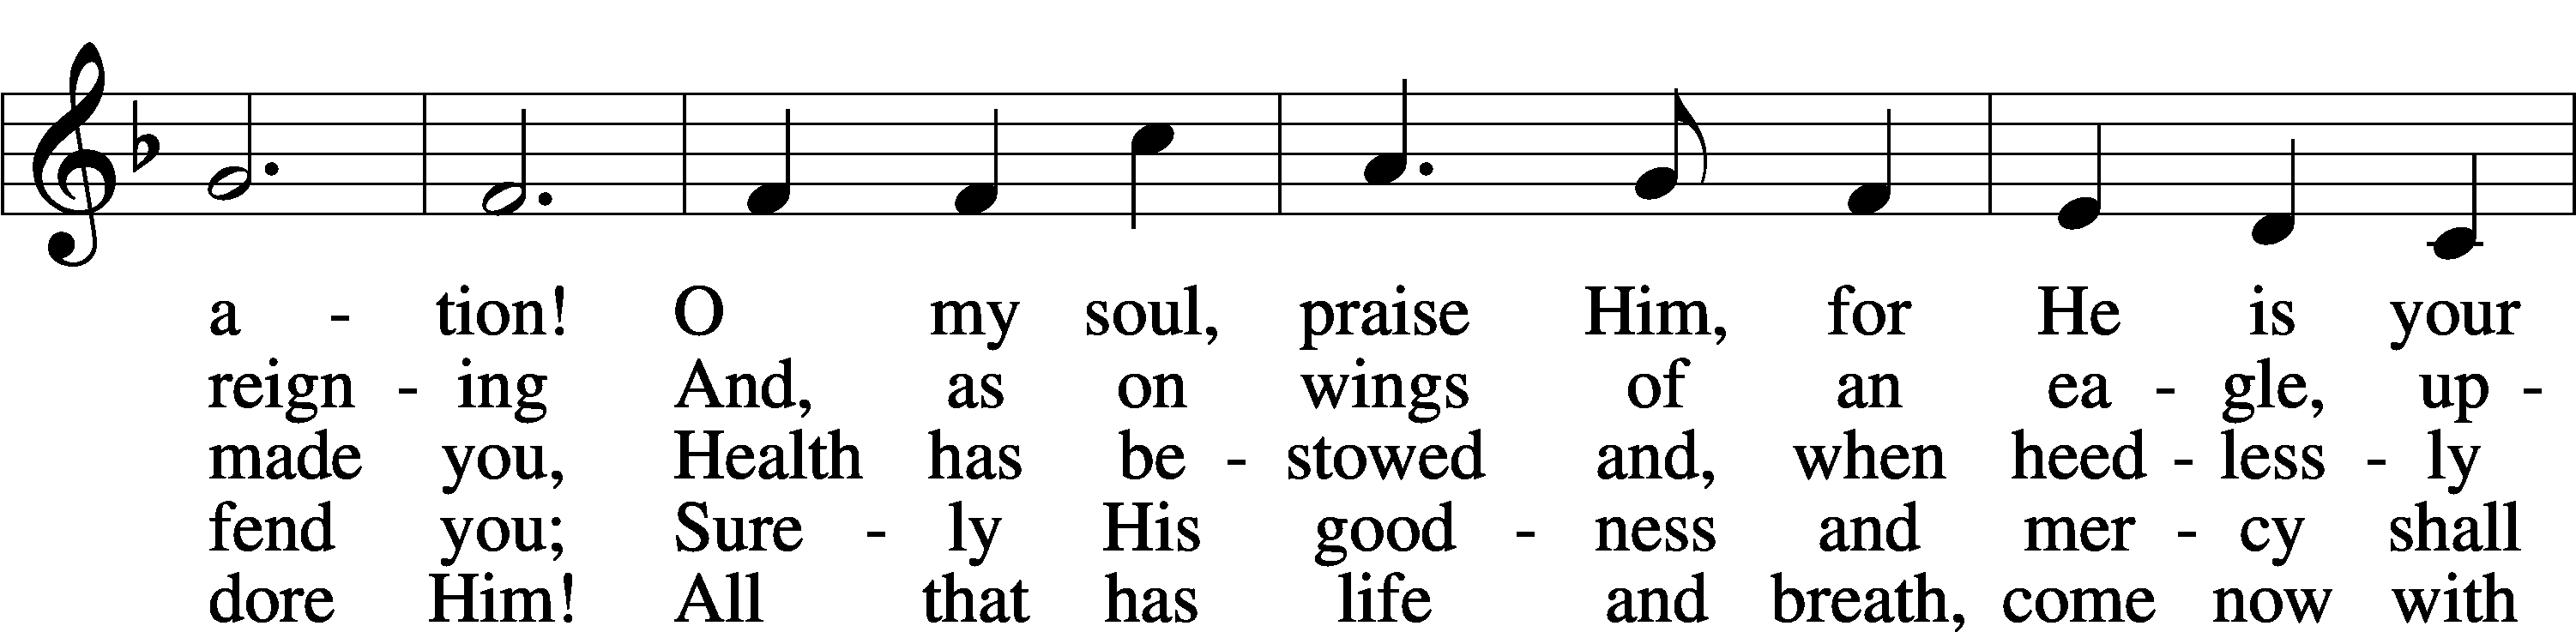 a - tion! O my soul, praise Him, for He is your
reign - ing And, as on wings of an ea - gle, up -
made you, Health has be - stowed and, when heed - less - ly
fend you; Sure - ly His good - ness and mer - cy shall
dore Him! All that has life and breath, come now with